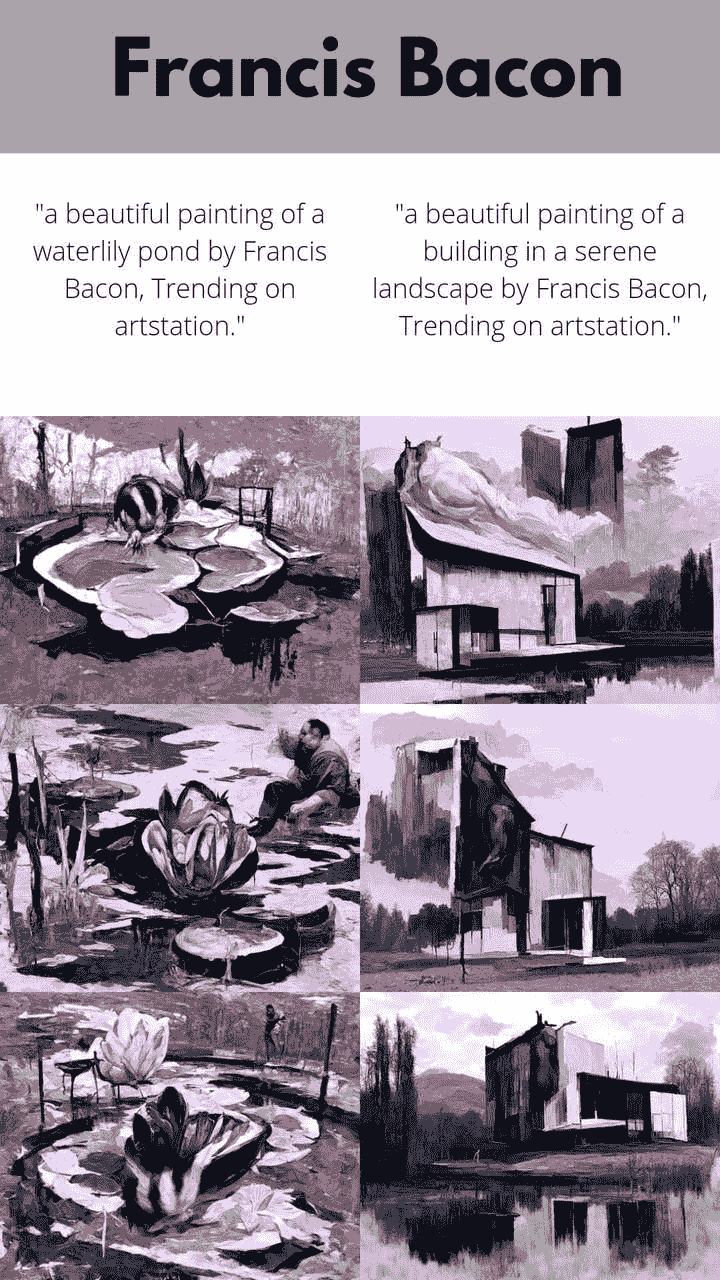 Francis Bacon
"a beautiful painting of a
waterlily pond by Francis
Bacon, Trending on
artstation."
"a beautiful painting of a
building in a serene
landscape by Francis Bacon,
Trending on artstation."